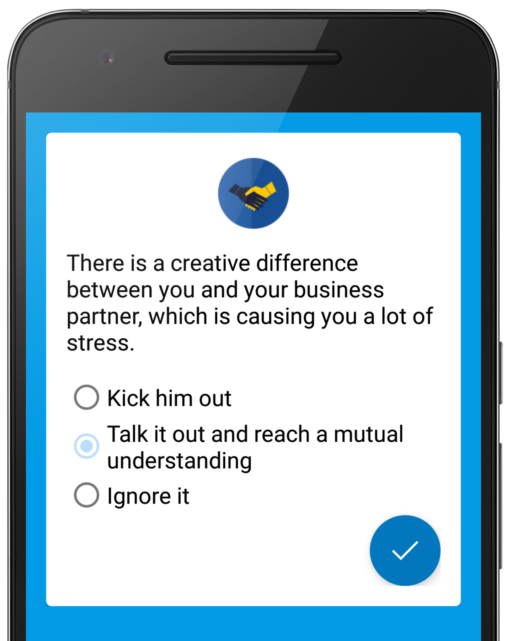 There is a creative difference
between you and your business
partner, which is causing you a lot of
stress.
Kick him out
Talk it out and reach a mutual
understanding
Ignore it